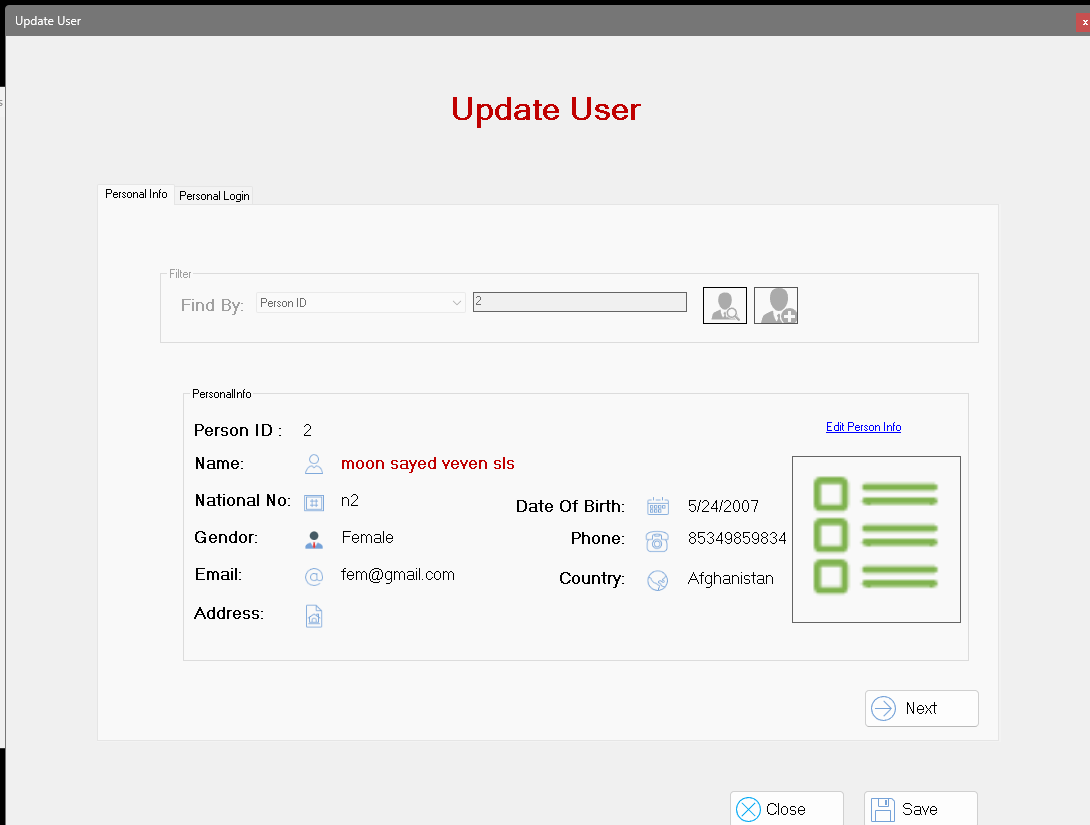 Update User
x
Update User
Personal Info Personal Login
Filter
Find By: Person ID 2
PersonalInfo
Person ID : 2
Edit Person Info
Name: moon sayed veven sls
National No: n2
Date Of Birth: 5/24/2007
Gendor: Female
Phone: 85349859834
Email: fem@gmail.com
Country: Afghanistan
Address:
Next
Close Save